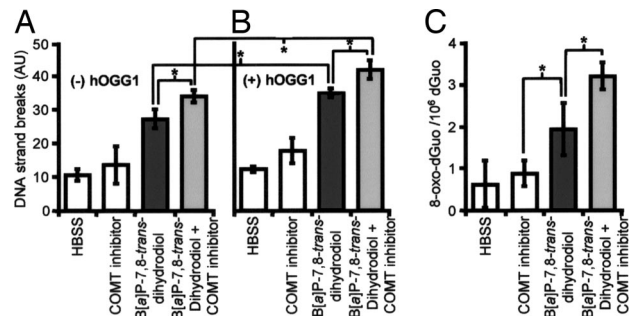 A
B
C
DNA strand breaks (AU)
50
40
30
20
10
0
(-) hOGG1
*
*
*
*
(+) hOGG1
HBSS
COMT inhibitor
B[a]P-7,8-trans-
dihydrodiol
B[a]P-7,8-trans-
Dihydrodiol +
COMT inhibitor
HBSS
COMT inhibitor
B[a]P-7,8-trans-
dihydrodiol
B[a]P-7,8-trans-
Dihydrodiol +
COMT inhibitor
8-oxo-dGuo /10⁶ dGuo
4
3
2
1
0
*
*
HBSS
COMT inhibitor
B[a]P-7,8-trans-
dihydrodiol
B[a]P-7,8-trans-
Dihydrodiol +
COMT inhibitor